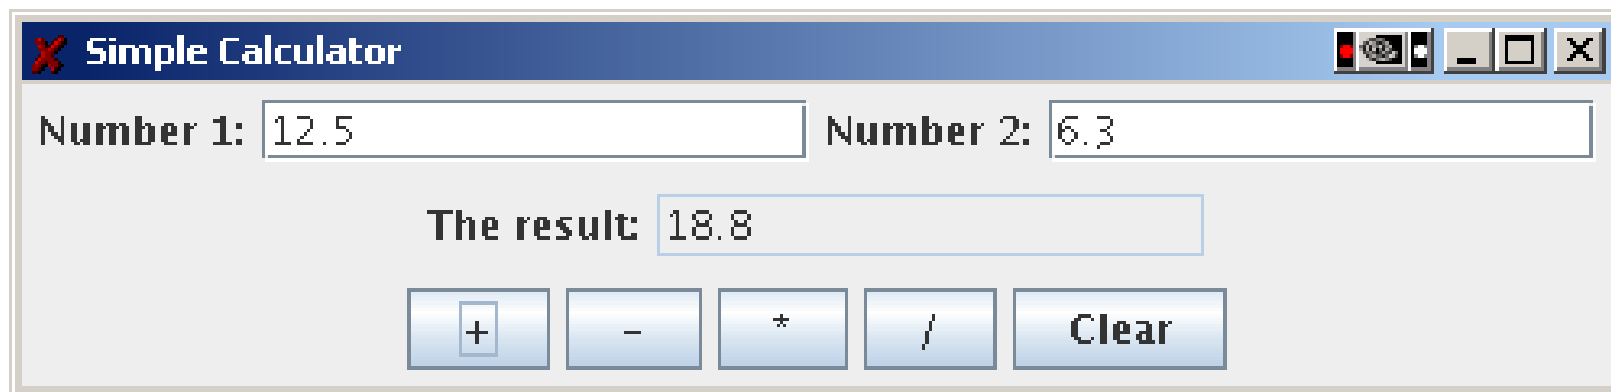 Simple Calculator
Number 1: 12.5 Number 2: 6.3
The result: 18.8
+ - * / Clear